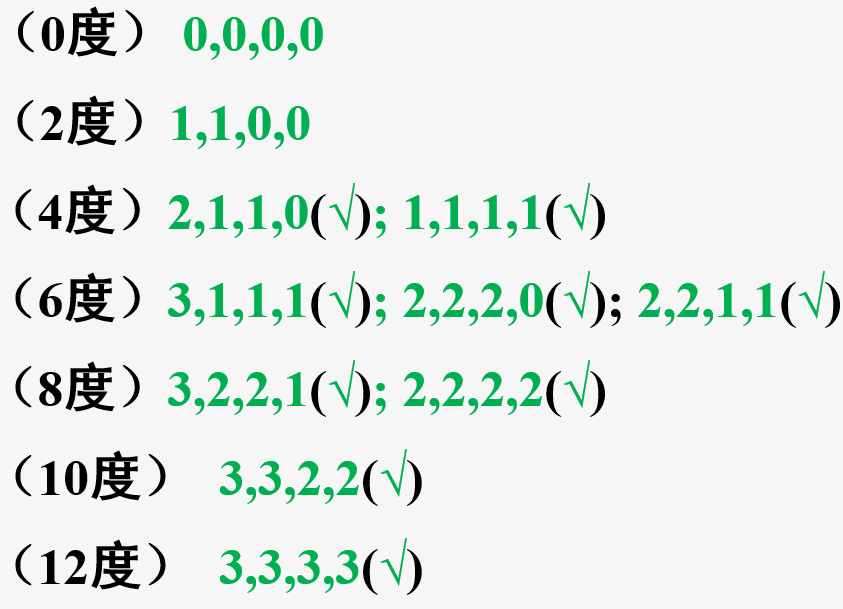 （0度） 0,0,0,0
（2度）1,1,0,0
（4度）2,1,1,0(√); 1,1,1,1(√)
（6度）3,1,1,1(√); 2,2,2,0(√); 2,2,1,1(√)
（8度）3,2,2,1(√); 2,2,2,2(√)
（10度） 3,3,2,2(√)
（12度） 3,3,3,3(√)